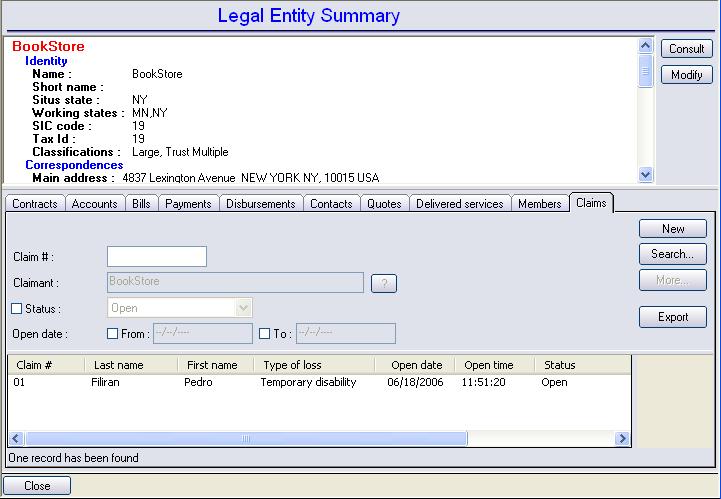 Legal Entity Summary
BookStore
Identity
Name : BookStore
Short name :
Situs state : NY
Working states : MN,NY
SIC code : 19
Tax Id : 19
Classifications : Large, Trust Multiple
Correspondences
Main address : 4837 Lexington Avenue NEW YORK NY, 10015 USA
Consult
Modify
Contracts Accounts Bills Payments Disbursements Contacts Quotes Delivered services Members Claims
New
Claim # :
Search...
Claimant : BookStore ?
More...
Status : Open
Export
Open date : From : --/--/---- To : --/--/----
Claim # Last name First name Type of loss Open date Open time Status
01 Filiran Pedro Temporary disability 06/18/2006 11:51:20 Open
One record has been found
Close